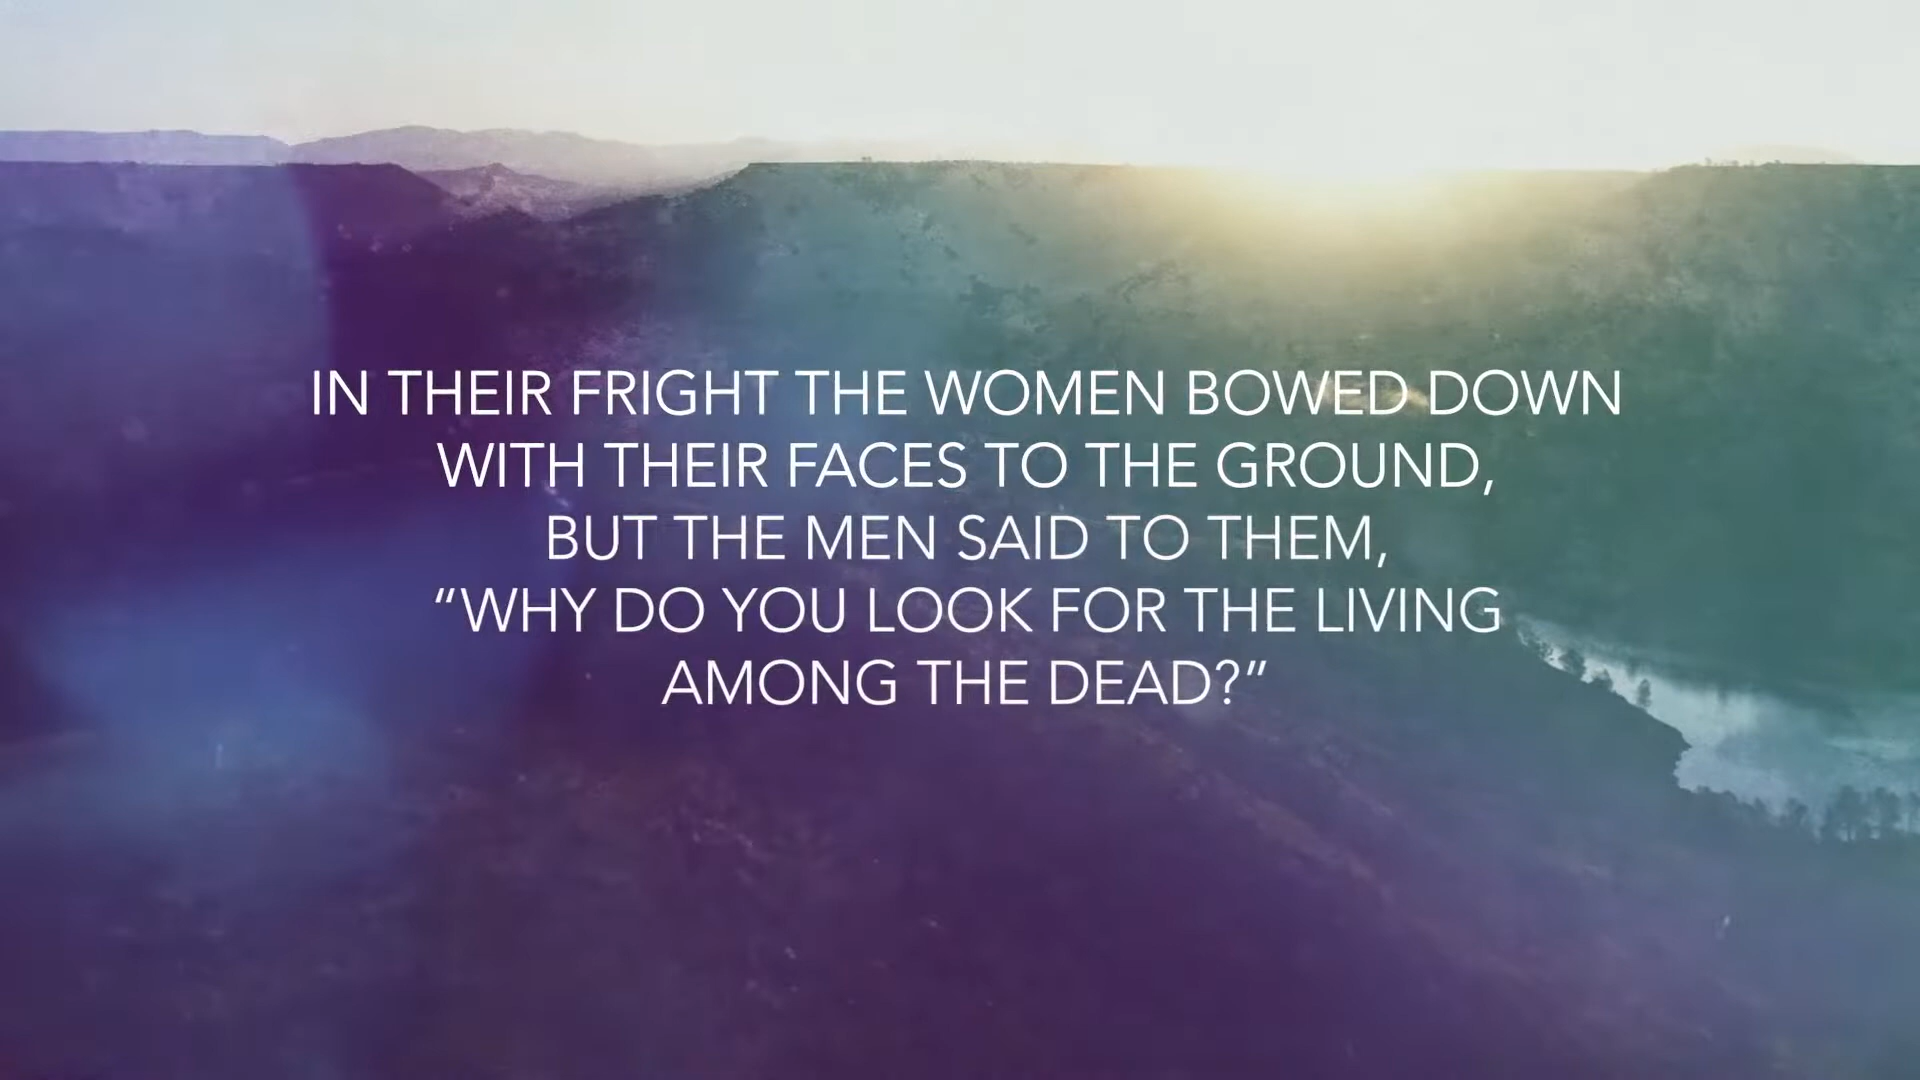 IN THEIR FRIGHT THE WOMEN BOWED DOWN
WITH THEIR FACES TO THE GROUND,
BUT THE MEN SAID TO THEM,
“WHY DO YOU LOOK FOR THE LIVING
AMONG THE DEAD?”